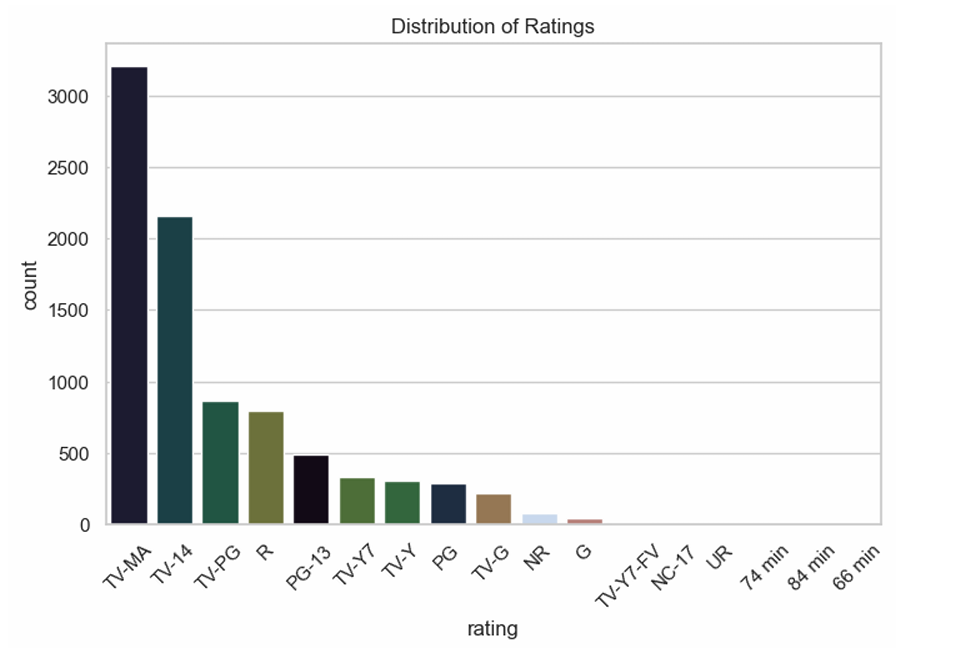 Distribution of Ratings
3000
2500
2000
1500
1000
500
0
count
TV-MA
TV-14
TV-PG
R
PG-13
TV-Y7
TV-Y
PG
TV-G
NR
G
TV-Y7-FV
NC-17
UR
74 min
84 min
66 min
rating